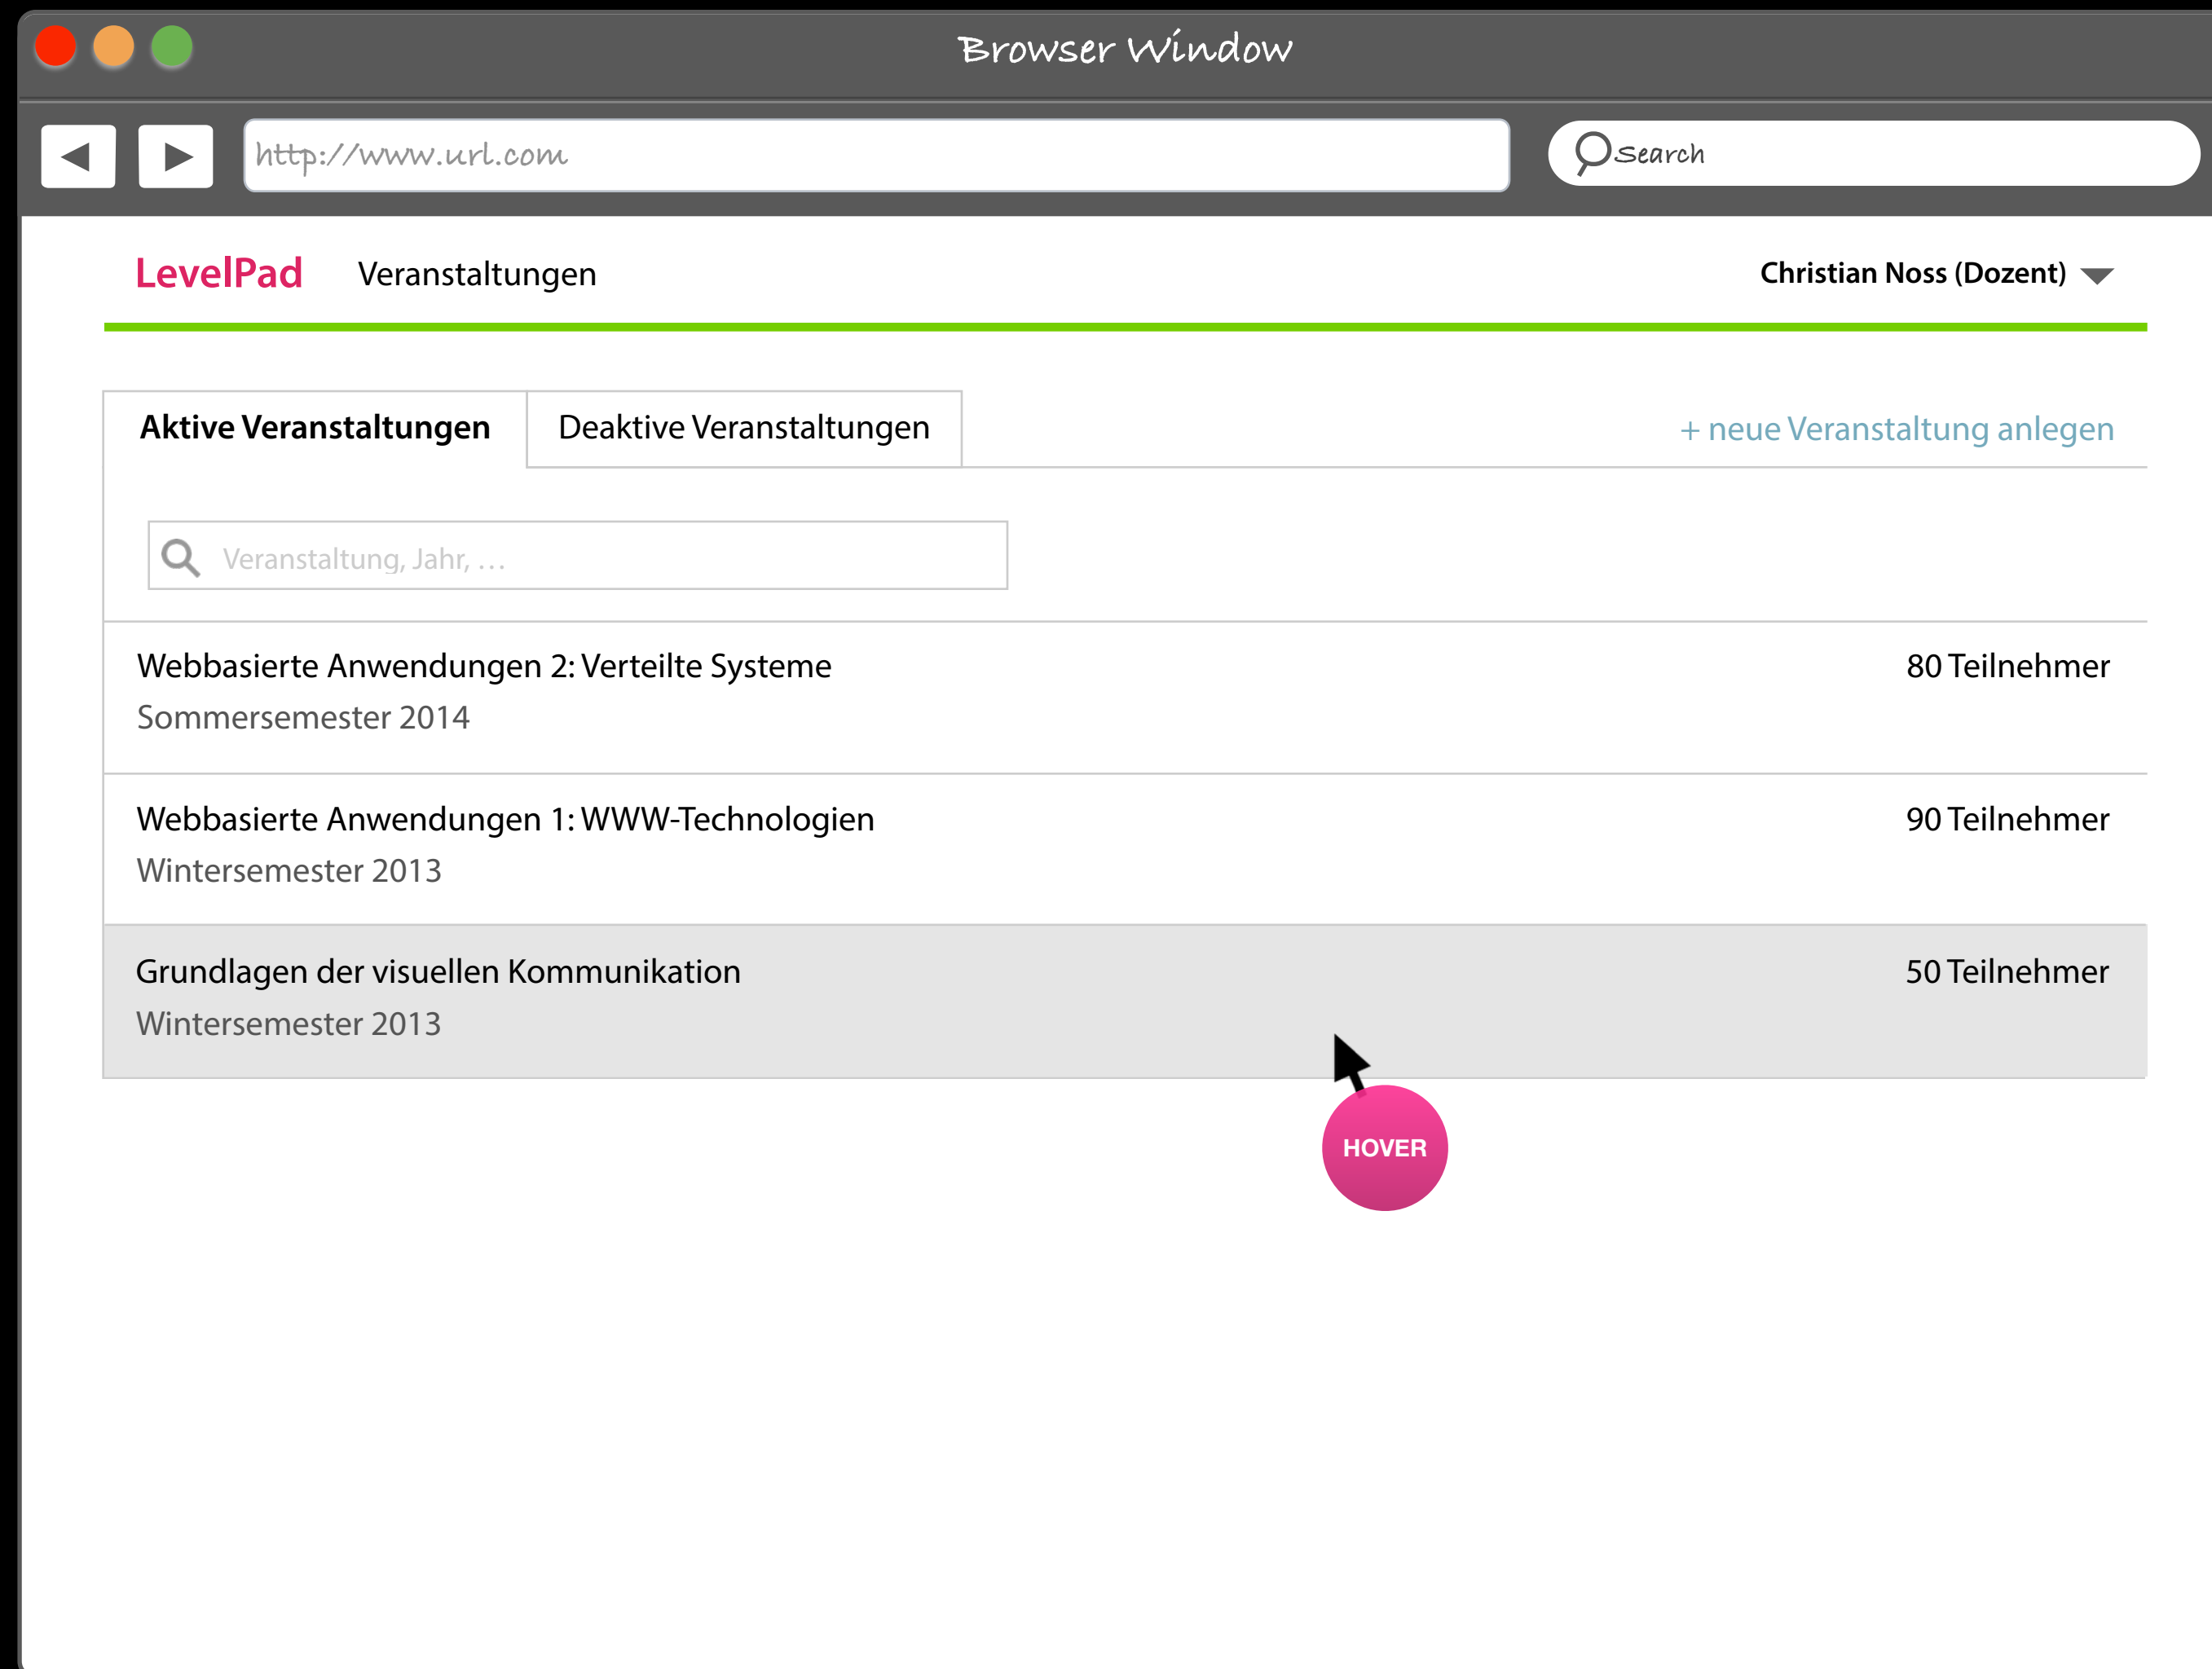 Browser Window
http://www.url.com
Search
LevelPad Veranstaltungen Christian Noss (Dozent)
Aktive Veranstaltungen Deaktive Veranstaltungen + neue Veranstaltung anlegen
Veranstaltung, Jahr, …
Webbasierte Anwendungen 2: Verteilte Systeme 80 Teilnehmer
Sommersemester 2014
Webbasierte Anwendungen 1: WWW-Technologien 90 Teilnehmer
Wintersemester 2013
Grundlagen der visuellen Kommunikation 50 Teilnehmer
Wintersemester 2013
HOVER